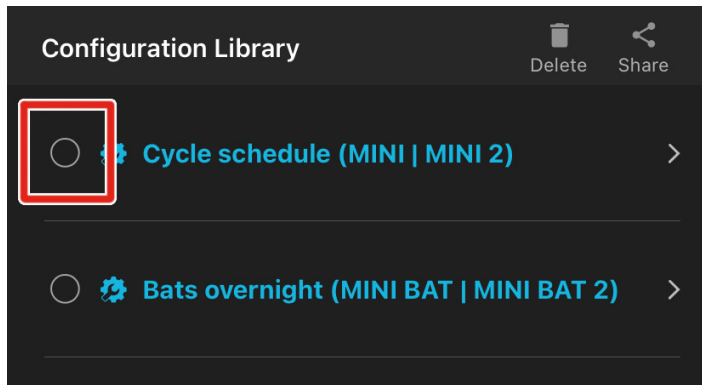 Configuration Library
Delete
Share
Cycle schedule (MINI | MINI 2)
Bats overnight (MINI BAT | MINI BAT 2)